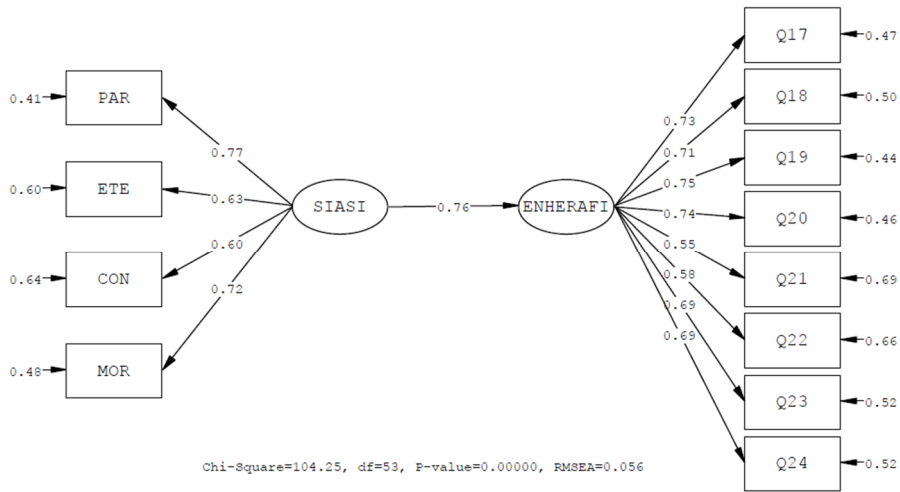 Q17
0.47
PAR
0.41
Q18
0.50
0.73
0.77
0.71
Q19
0.44
ETE
0.60
0.63
0.75
SIASI
0.76
ENHERAFI
0.74
Q20
0.46
0.60
0.55
CON
0.64
0.72
0.58
Q21
0.69
0.69
0.69
Q22
0.66
MOR
0.48
Q23
0.52
Chi-Square=104.25, df=53, P-value=0.00000, RMSEA=0.056
Q24
0.52